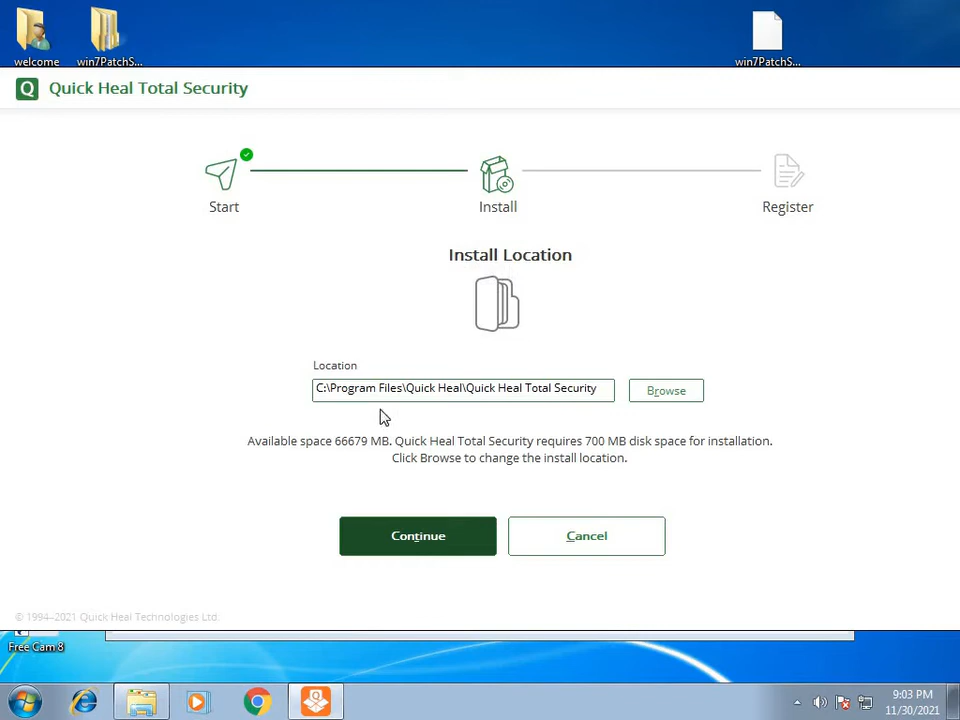 welcome
win7PatchS...
win7PatchS...
Q Quick Heal Total Security
Start
Install
Register
Install Location
Location
C:\Program Files\Quick Heal\Quick Heal Total Security
Browse
Available space 66679 MB. Quick Heal Total Security requires 700 MB disk space for installation.
Click Browse to change the install location.
Continue
Cancel
© 1994–2021 Quick Heal Technologies Ltd.
Free Cam 8
9:03 PM
11/30/2021